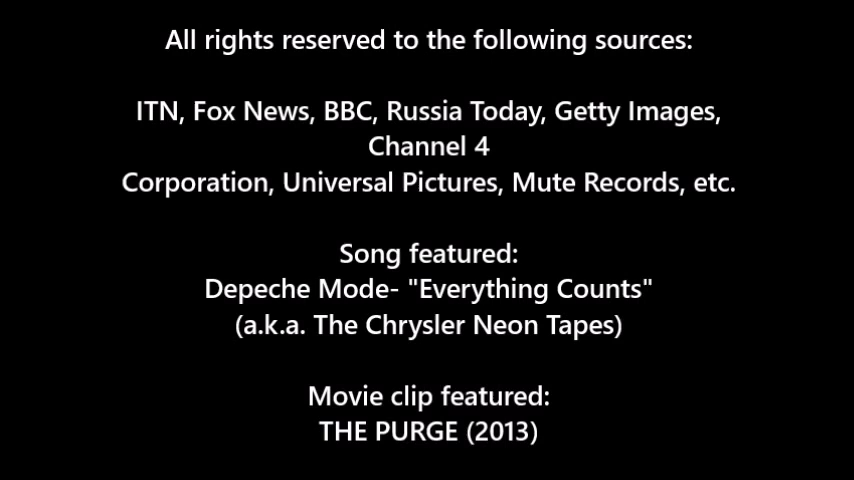 All rights reserved to the following sources:
ITN, Fox News, BBC, Russia Today, Getty Images,
Channel 4
Corporation, Universal Pictures, Mute Records, etc.
Song featured:
Depeche Mode- "Everything Counts"
(a.k.a. The Chrysler Neon Tapes)
Movie clip featured:
THE PURGE (2013)